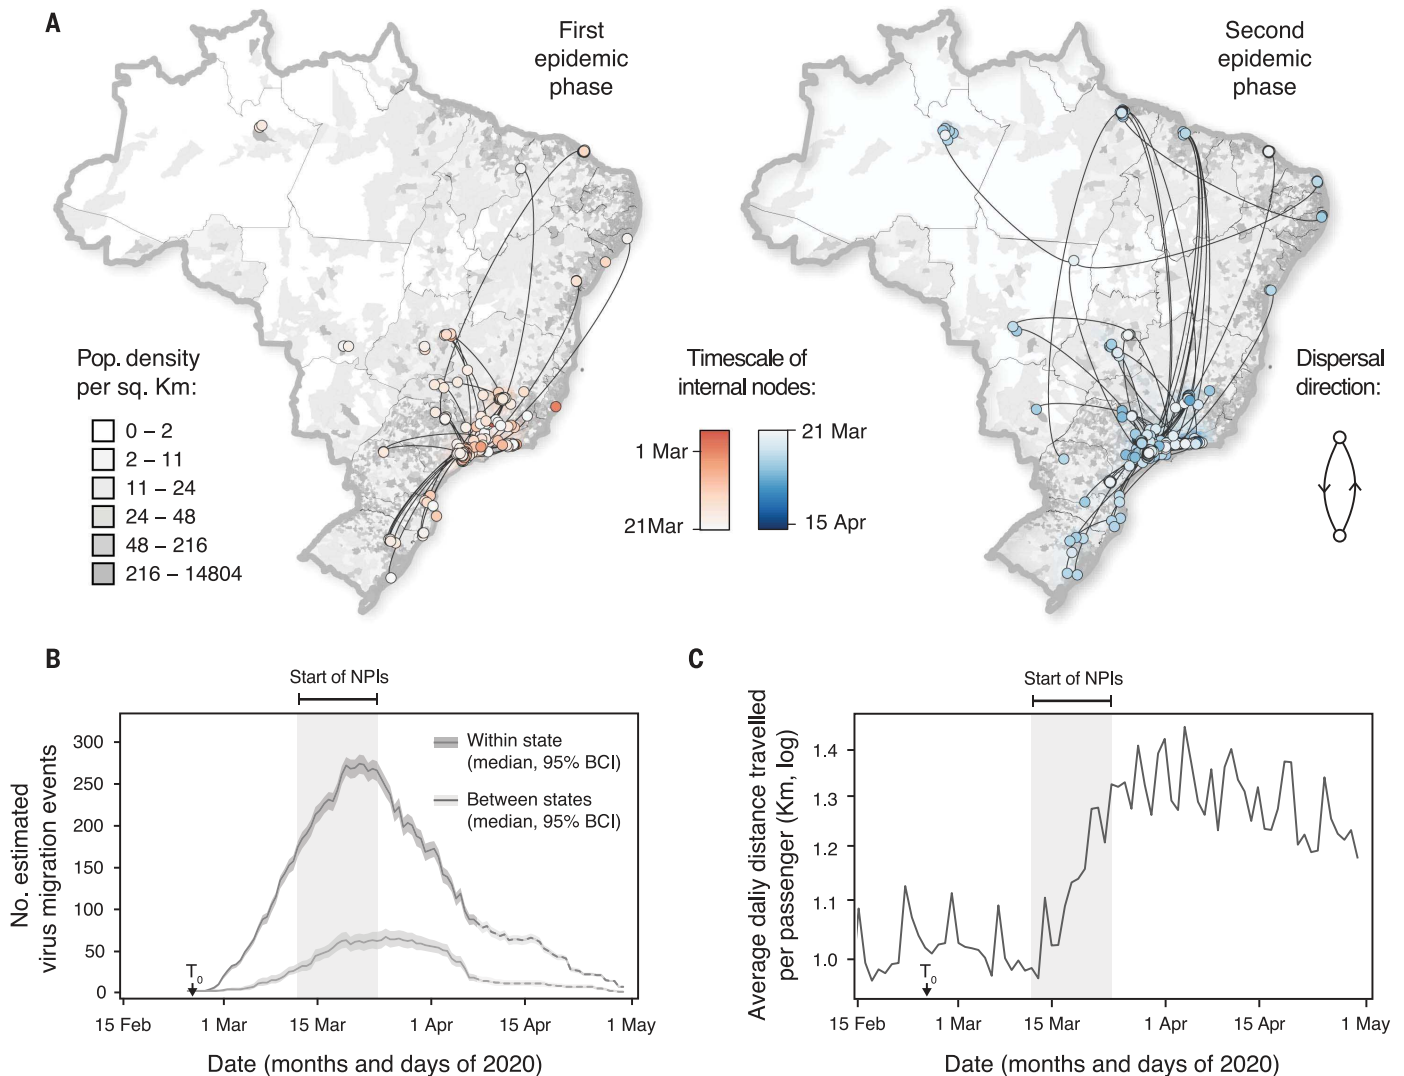 A
First
epidemic
phase
Second
epidemic
phase
Pop. density
per sq. Km:
0 – 2
2 – 11
11 – 24
24 – 48
48 – 216
216 – 14804
Timescale of
internal nodes:
1 Mar
21Mar
21 Mar
15 Apr
Dispersal
direction:
B
Start of NPIs
No. estimated
virus migration events
300
250
200
150
100
50
0
Within state
(median, 95% BCI)
Between states
(median, 95% BCI)
T0
15 Feb
1 Mar
15 Mar
1 Apr
15 Apr
1 May
Date (months and days of 2020)
C
Start of NPIs
Average daliy distance travelled
per passenger (Km, log)
1.4
1.3
1.2
1.1
1.0
T0
15 Feb
1 Mar
15 Mar
1 Apr
15 Apr
1 May
Date (months and days of 2020)